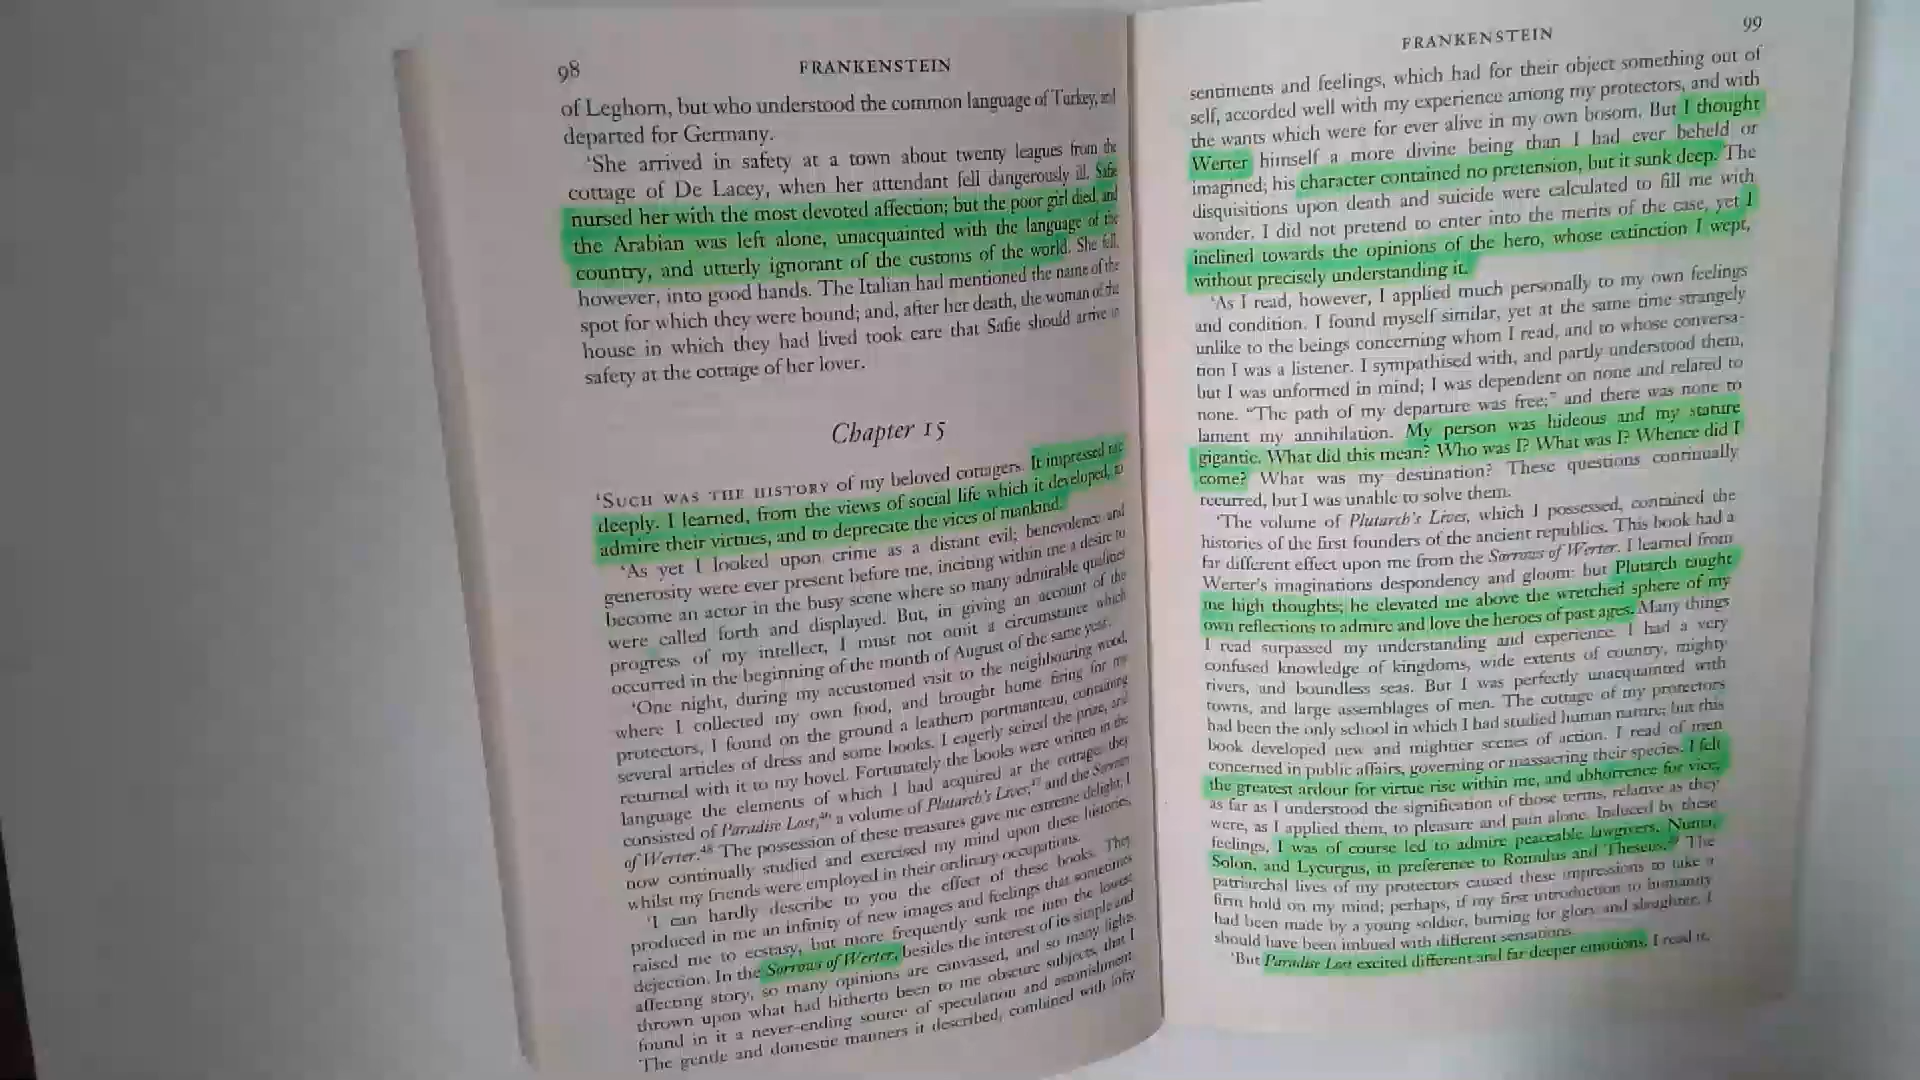 98
FRANKENSTEIN
of Leghorn, but who understood the common language of Turkey, and
departed for Germany.
'She arrived in safety at a town about twenty leagues from the
cottage of De Lacey, when her attendant fell dangerously ill. Safie
nursed her with the most devoted affection; but the poor girl died, and
the Arabian was left alone, unacquainted with the language of the
country, and utterly ignorant of the customs of the world. She fell,
however, into good hands. The Italian had mentioned the name of the
spot for which they were bound; and, after her death, the woman of the
house in which they had lived took care that Safie should arrive in
safety at the cottage of her lover.
Chapter 15
'SUCH WAS THE HISTORY of my beloved cottagers. It impressed me
deeply. I learned, from the views of social life which it developed, to
admire their virtues, and to deprecate the vices of mankind.
'As yet I looked upon crime as a distant evil; benevolence and
generosity were ever present before me, inciting within me a desire to
become an actor in the busy scene where so many admirable qualities
were called forth and displayed. But, in giving an account of the
progress of my intellect, I must not omit a circumstance which
occurred in the beginning of the month of August of the same year.
'One night, during my accustomed visit to the neighbouring wood,
where I collected my own food, and brought home firing for my
protectors, I found on the ground a leathern portmanteau, containing
several articles of dress and some books. I eagerly seized the prize, and
returned with it to my hovel. Fortunately the books were written in the
language the elements of which I had acquired at the cottage; they
consisted of Paradise Lost,⁴⁶ a volume of Plutarch's Lives,⁴⁷ and the Sorrows
of Werter.⁴⁸ The possession of these treasures gave me extreme delight; I
now continually studied and exercised my mind upon these histories,
whilst my friends were employed in their ordinary occupations.
'I can hardly describe to you the effect of these books. They
produced in me an infinity of new images and feelings that sometimes
raised me to ecstasy, but more frequently sunk me into the lowest
dejection. In the Sorrows of Werter, besides the interest of its simple and
affecting story, so many opinions are canvassed, and so many lights
thrown upon what had hitherto been to me obscure subjects, that I
found in it a never-ending source of speculation and astonishment.
The gentle and domestic manners it described, combined with lofty
FRANKENSTEIN
99
sentiments and feelings, which had for their object something out of
self, accorded well with my experience among my protectors, and with
the wants which were for ever alive in my own bosom. But I thought
Werter himself a more divine being than I had ever beheld or
imagined; his character contained no pretension, but it sunk deep. The
disquisitions upon death and suicide were calculated to fill me with
wonder. I did not pretend to enter into the merits of the case, yet I
inclined towards the opinions of the hero, whose extinction I wept,
without precisely understanding it.
'As I read, however, I applied much personally to my own feelings
and condition. I found myself similar, yet at the same time strangely
unlike to the beings concerning whom I read, and to whose conversa-
tion I was a listener. I sympathised with, and partly understood them,
but I was unformed in mind; I was dependent on none and related to
none. "The path of my departure was free;" and there was none to
lament my annihilation. My person was hideous and my stature
gigantic. What did this mean? Who was I? What was I? Whence did I
come? What was my destination? These questions continually
recurred, but I was unable to solve them.
'The volume of Plutarch's Lives, which I possessed, contained the
histories of the first founders of the ancient republics. This book had a
far different effect upon me from the Sorrows of Werter. I learned from
Werter's imaginations despondency and gloom: but Plutarch taught
me high thoughts; he elevated me above the wretched sphere of my
own reflections to admire and love the heroes of past ages. Many things
I read surpassed my understanding and experience. I had a very
confused knowledge of kingdoms, wide extents of country, mighty
rivers, and boundless seas. But I was perfectly unacquainted with
towns, and large assemblages of men. The cottage of my protectors
had been the only school in which I had studied human nature; but this
book developed new and mightier scenes of action. I read of men
concerned in public affairs, governing or massacring their species. I felt
the greatest ardour for virtue rise within me, and abhorrence for vice,
as far as I understood the signification of those terms, relative as they
were, as I applied them, to pleasure and pain alone. Induced by these
feelings, I was of course led to admire peaceable lawgivers, Numa,
Solon, and Lycurgus, in preference to Romulus and Theseus.⁴⁹ The
patriarchal lives of my protectors caused these impressions to take a
firm hold on my mind; perhaps, if my first introduction to humanity
had been made by a young soldier, burning for glory and slaughter, I
should have been imbued with different sensations.
'But Paradise Lost excited different and far deeper emotions. I read it,